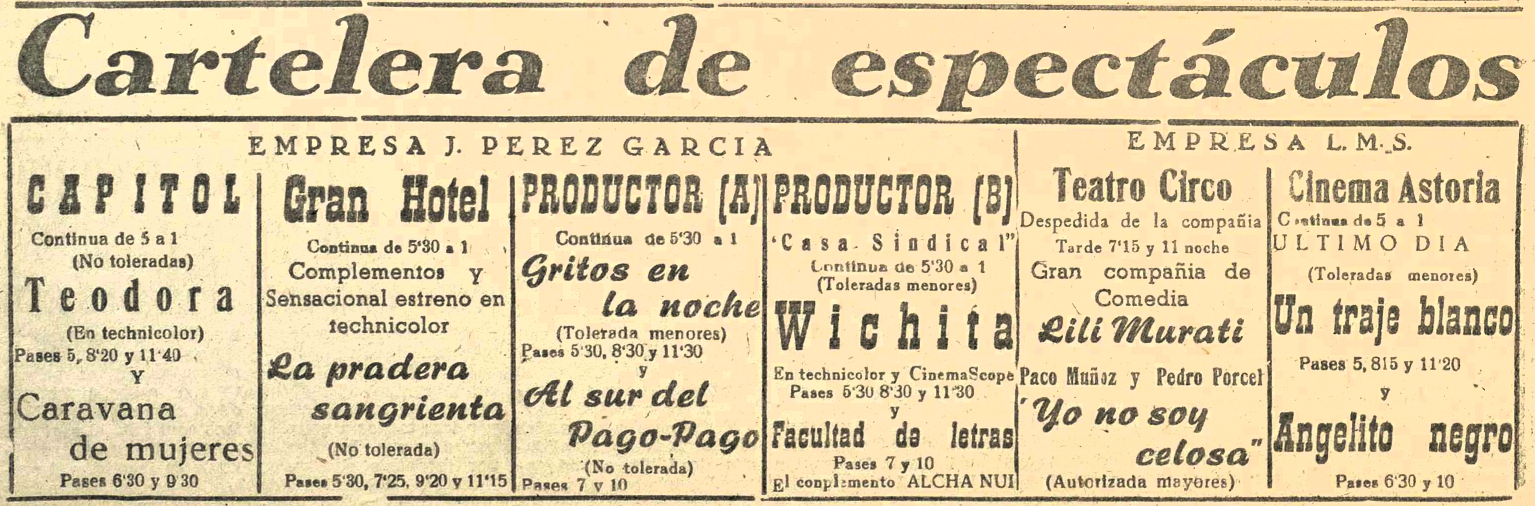 Cartelera de espectáculos
EMPRESA J. PEREZ GARCIA
CAPITOL
Continua de 5 a 1
(No toleradas)
Teodora
(En technicolor)
Pases 5, 8'20 y 11'40
Y
Caravana
de mujeres
Pases 6'30 y 9'30
Gran Hotel
Continua de 5'30 a 1
Complementos y
Sensacional estreno en
technicolor
La pradera
sangrienta
(No tolerada)
Pases 5'30, 7'25, 9'20 y 11'15
PRODUCTOR (A)
Continua de 5'30 a 1
Gritos en
la noche
(Tolerada menores)
Pases 5'30, 8'30 y 11'30
y
Al sur del
Pago-Pago
(No tolerada)
Pases 7 y 10
PRODUCTOR (B)
"Casa Sindical"
Continua de 5'30 a 1
(Toleradas menores)
Wichita
En technicolor y CinemaScope
Pases 5'30 8'30 y 11'30
y
Facultad de letras
Pases 7 y 10
El conplemento ALCHA NUI
EMPRESA L.M.S.
Teatro Circo
Despedida de la compañia
Tarde 7'15 y 11 noche
Gran compañia de
Comedia
Lili Murati
Paco Muñoz y Pedro Porcel
"Yo no soy
celosa"
(Autorizada mayores)
Cinema Astoria
Continua de 5 a 1
ULTIMO DIA
(Toleradas menores)
Un traje blanco
Pases 5, 815 y 11'20
y
Angelito negro
Pases 6'30 y 10